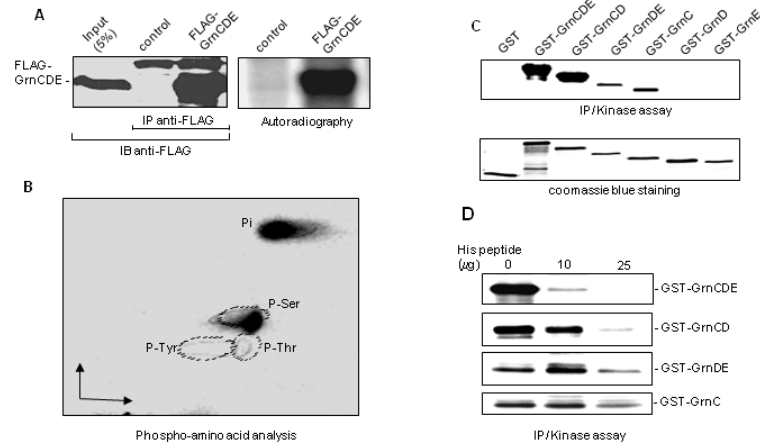 A
Input
(5%)
control
FLAG-
GrnCDE
control
FLAG-
GrnCDE
FLAG-
GrnCDE -
IP anti-FLAG
IB anti-FLAG
Autoradiography
B
Pi
P-Ser
P-Tyr
P-Thr
Phospho-amino acid analysis
C
GST
GST-GrnCDE
GST-GrnCD
GST-GrnDE
GST-GrnC
GST-GrnD
GST-GrnE
IP/Kinase assay
coomassie blue staining
D
His peptide
(µg) 0 10 25
- GST-GrnCDE
- GST-GrnCD
- GST-GrnDE
- GST-GrnC
IP/Kinase assay